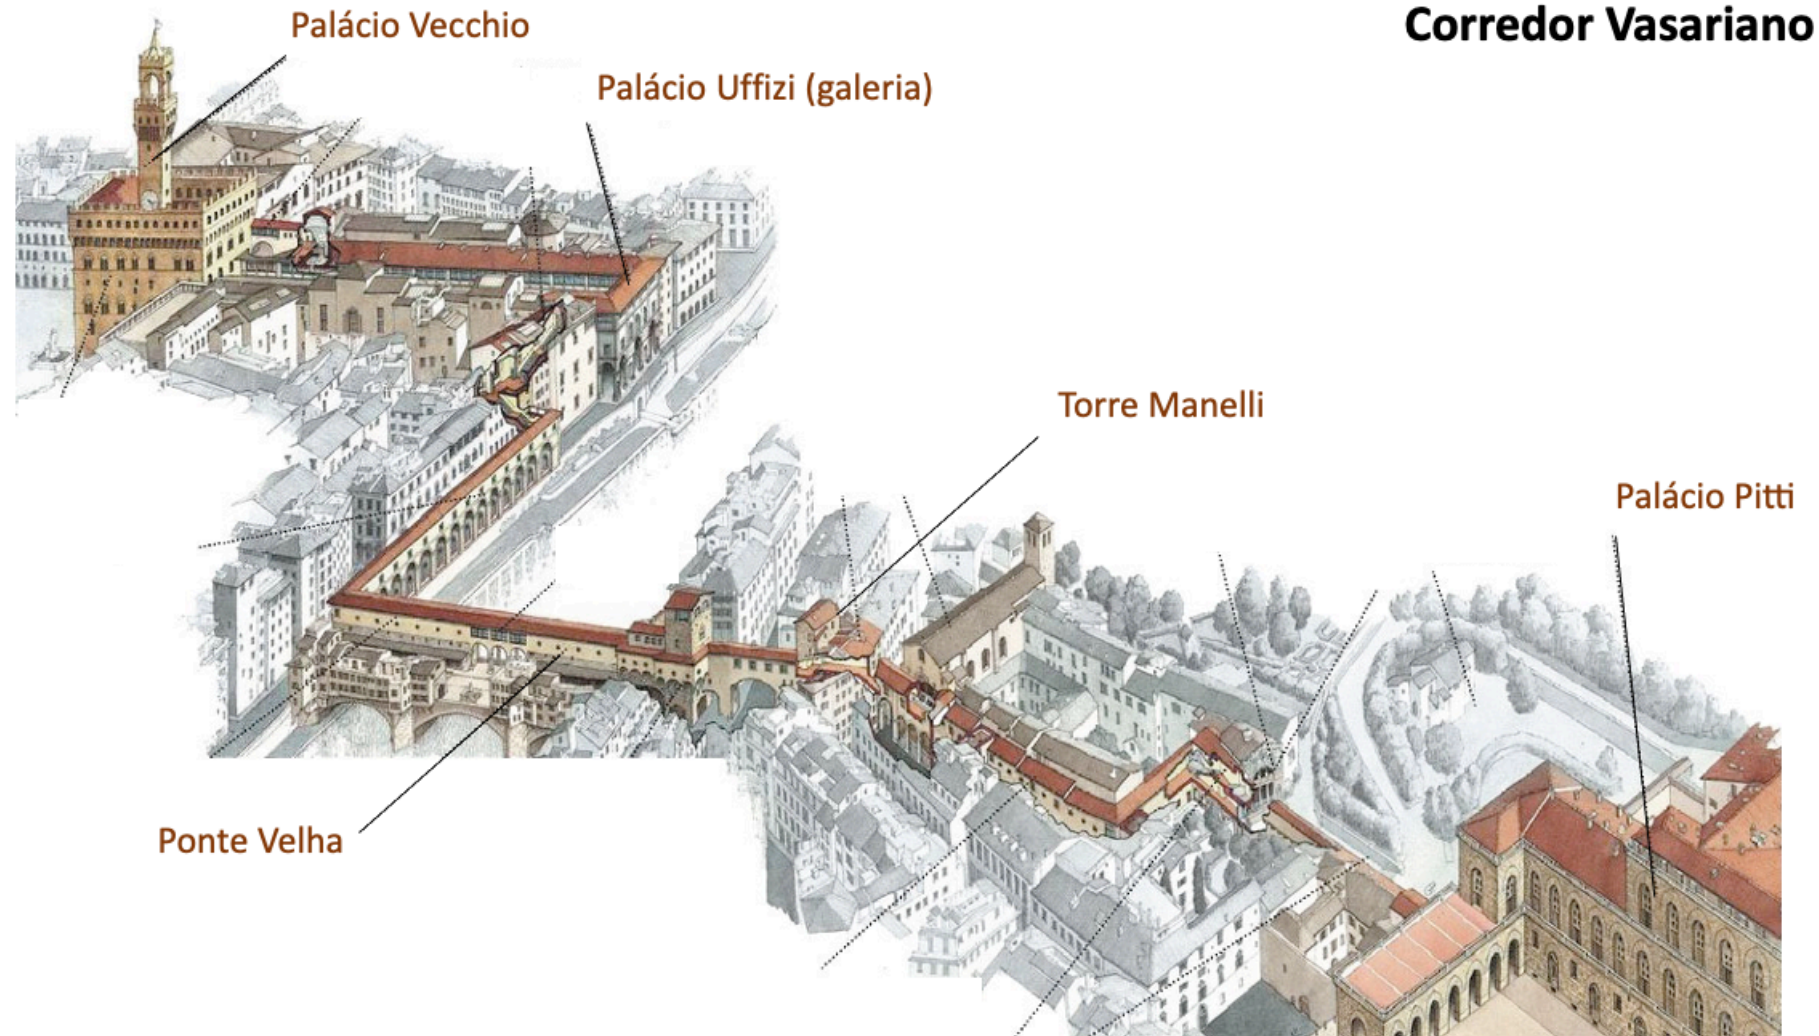 Corredor Vasariano
Palácio Vecchio
Palácio Uffizi (galeria)
Torre Manelli
Palácio Pitti
Ponte Velha